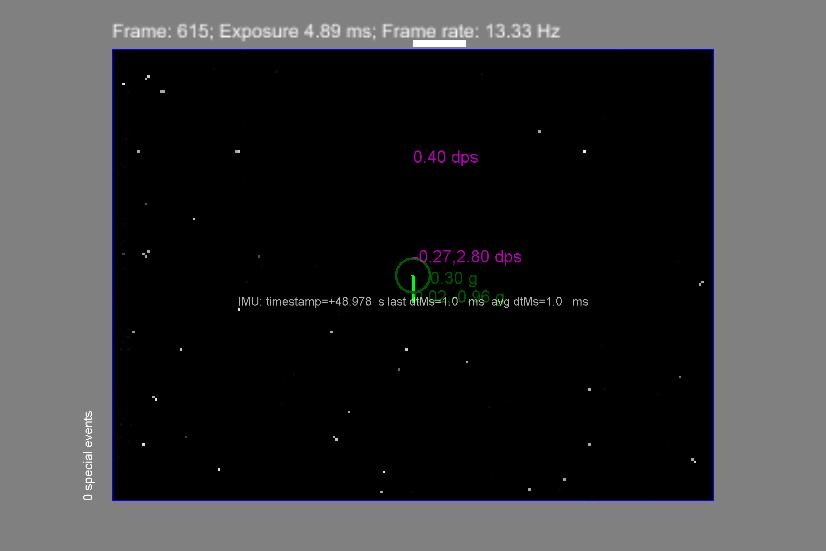 Frame: 615; Exposure 4.89 ms; Frame rate: 13.33 Hz
0.40 dps
-0.27,2.80 dps
0.30 g
IMU: timestamp=+48.978 s last dtMs=1.0 ms avg dtMs=1.0 ms
0 special events